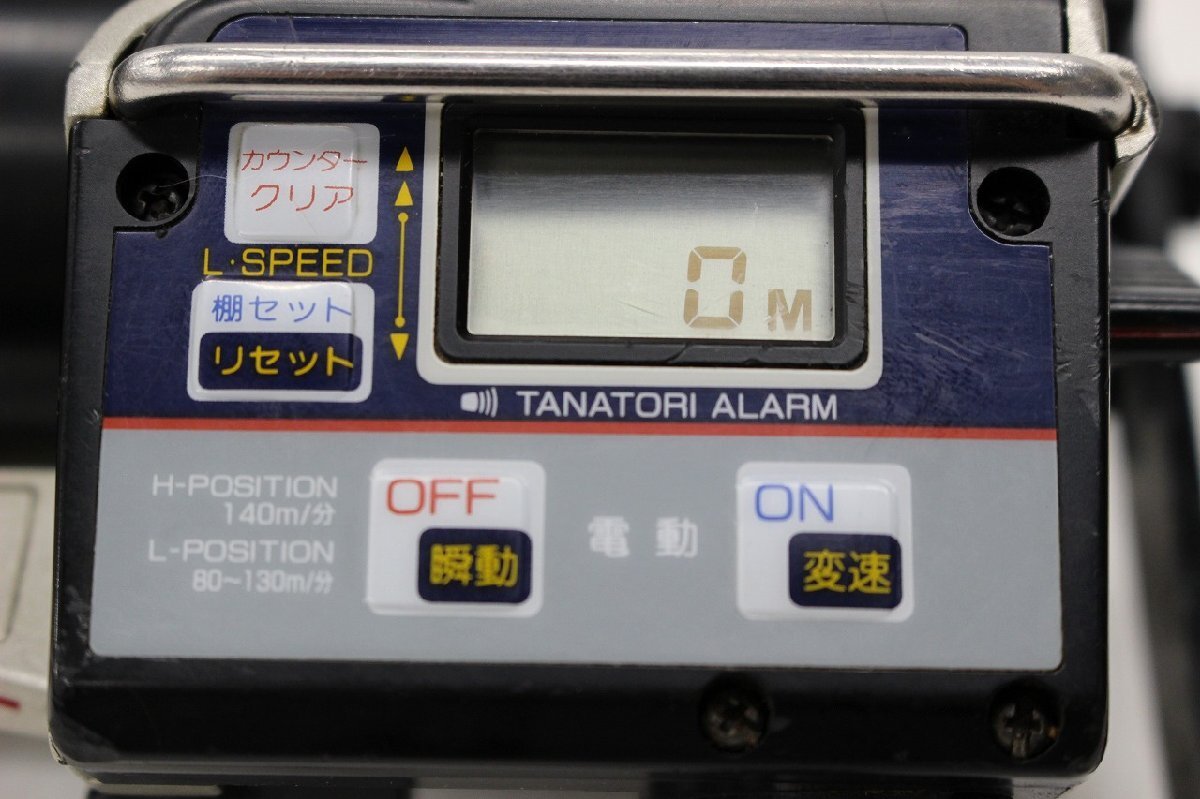 カウンター
クリア
L・SPEED
棚セット
リセット
0 M
TANATORI ALARM
H-POSITION
140m/分
L-POSITION
80〜130m/分
OFF
瞬動
電動
ON
変速